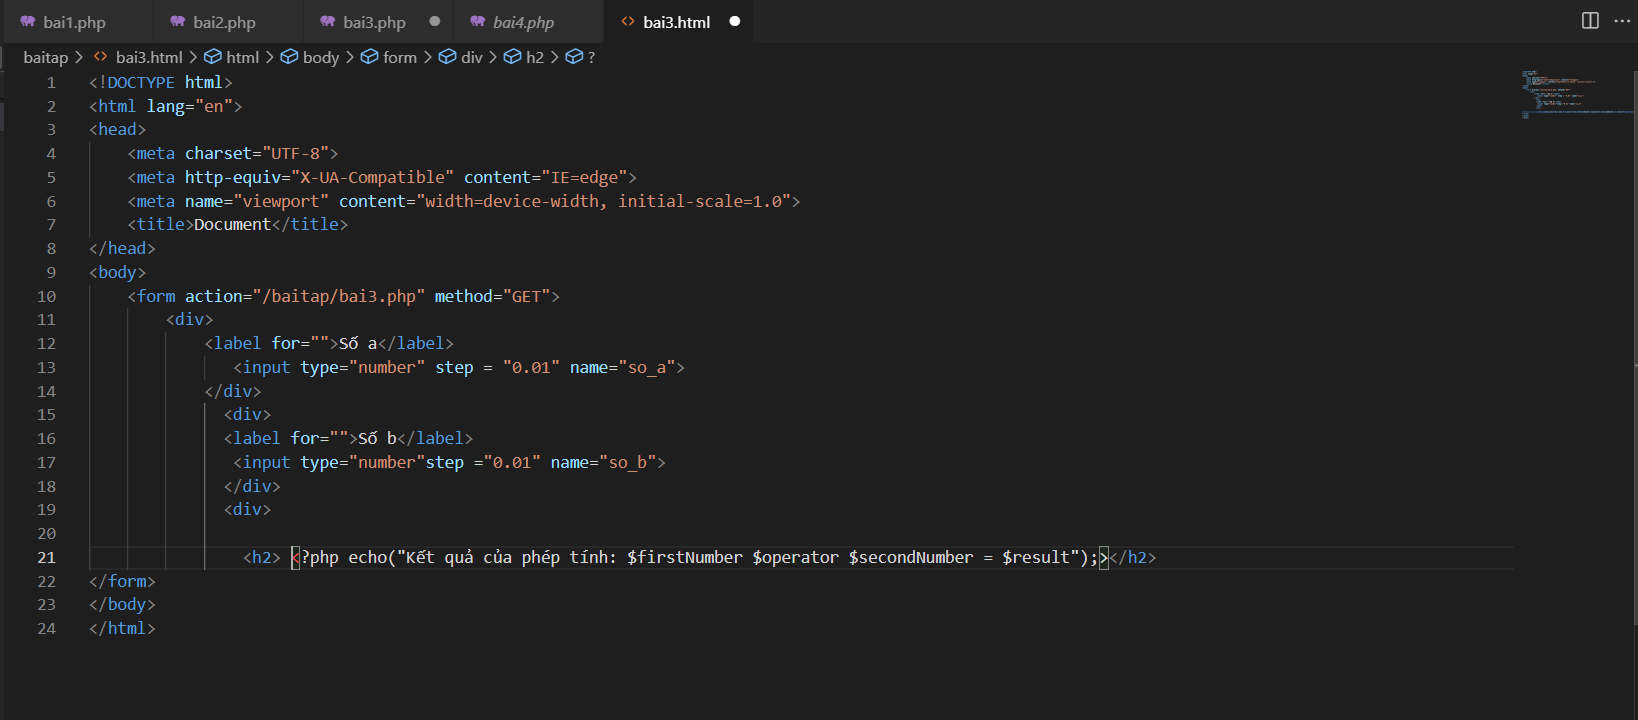 bai1.php bai2.php bai3.php bai4.php bai3.html
baitap > bai3.html > html > body > form > div > h2 > ?
1 <!DOCTYPE html>
2 <html lang="en">
3 <head>
4 <meta charset="UTF-8">
5 <meta http-equiv="X-UA-Compatible" content="IE=edge">
6 <meta name="viewport" content="width=device-width, initial-scale=1.0">
7 <title>Document</title>
8 </head>
9 <body>
10 <form action="/baitap/bai3.php" method="GET">
11 <div>
12 <label for="">Số a</label>
13 <input type="number" step = "0.01" name="so_a">
14 </div>
15 <div>
16 <label for="">Số b</label>
17 <input type="number"step ="0.01" name="so_b">
18 </div>
19 <div>
20
21 <h2> <?php echo("Kết quả của phép tính: $firstNumber $operator $secondNumber = $result");></h2>
22 </form>
23 </body>
24 </html>